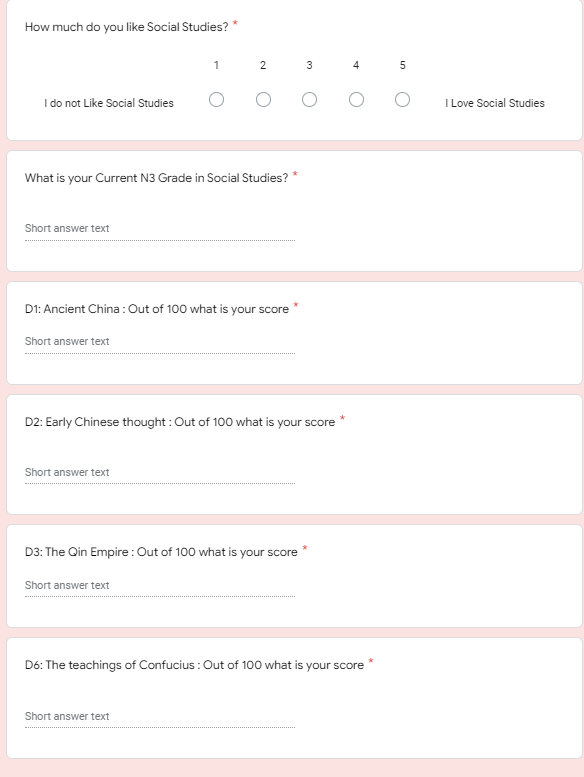 How much do you like Social Studies? *
1 2 3 4 5
I do not Like Social Studies I Love Social Studies
What is your Current N3 Grade in Social Studies? *
Short answer text
D1: Ancient China : Out of 100 what is your score *
Short answer text
D2: Early Chinese thought : Out of 100 what is your score *
Short answer text
D3: The Qin Empire : Out of 100 what is your score *
Short answer text
D6: The teachings of Confucius : Out of 100 what is your score *
Short answer text